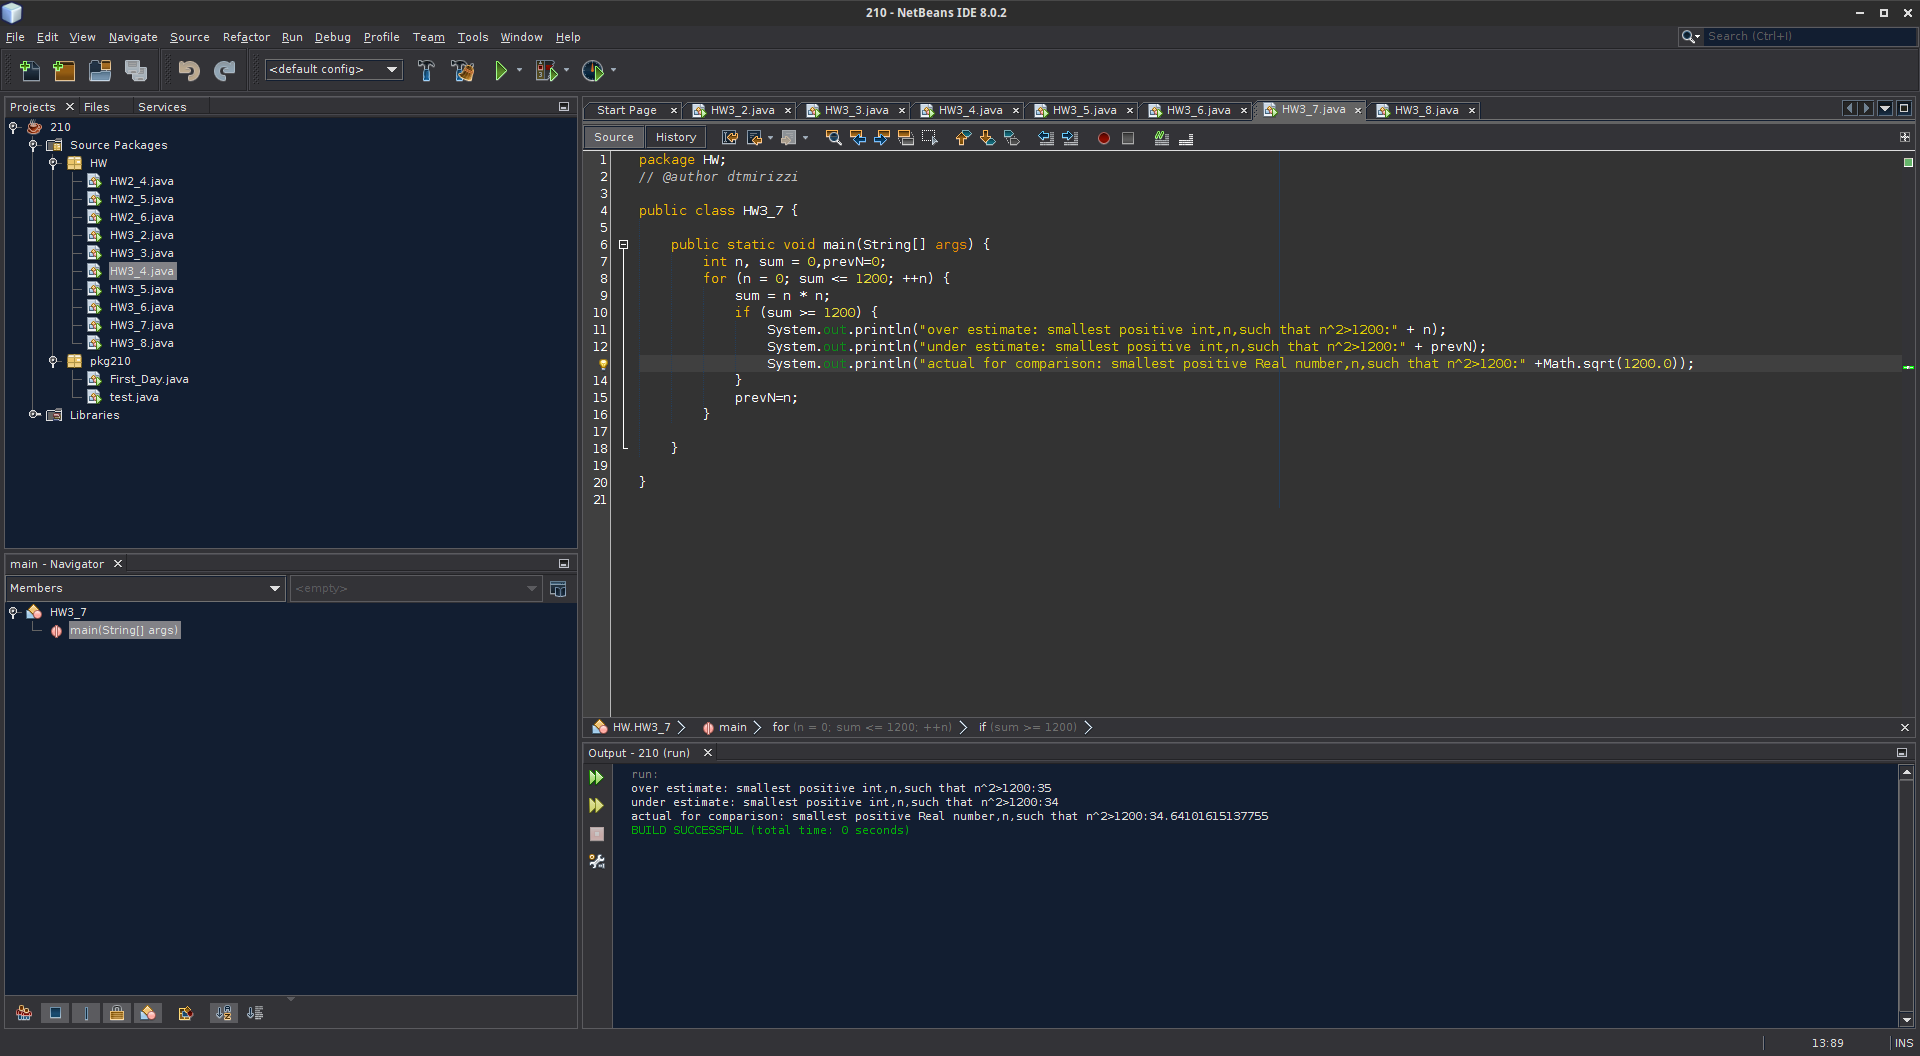 210 - NetBeans IDE 8.0.2
File Edit View Navigate Source Refactor Run Debug Profile Team Tools Window Help
Search (Ctrl+I)
<default config>
Projects Files Services
210
Source Packages
HW
HW2_4.java
HW2_5.java
HW2_6.java
HW3_2.java
HW3_3.java
HW3_4.java
HW3_5.java
HW3_6.java
HW3_7.java
HW3_8.java
pkg210
First_Day.java
test.java
Libraries
main - Navigator
Members <empty>
HW3_7
main(String[] args)
Start Page HW3_2.java HW3_3.java HW3_4.java HW3_5.java HW3_6.java HW3_7.java HW3_8.java
Source History
1 package HW;
2 // @author dtmirizzi
3
4 public class HW3_7 {
5
6 public static void main(String[] args) {
7 int n, sum = 0,prevN=0;
8 for (n = 0; sum <= 1200; ++n) {
9 sum = n * n;
10 if (sum >= 1200) {
11 System.out.println("over estimate: smallest positive int,n,such that n^2>1200:" + n);
12 System.out.println("under estimate: smallest positive int,n,such that n^2>1200:" + prevN);
System.out.println("actual for comparison: smallest positive Real number,n,such that n^2>1200:" +Math.sqrt(1200.0));
14 }
15 prevN=n;
16 }
17
18 }
19
20 }
21
HW.HW3_7 main for (n = 0; sum <= 1200; ++n) if (sum >= 1200)
Output - 210 (run)
run:
over estimate: smallest positive int,n,such that n^2>1200:35
under estimate: smallest positive int,n,such that n^2>1200:34
actual for comparison: smallest positive Real number,n,such that n^2>1200:34.64101615137755
BUILD SUCCESSFUL (total time: 0 seconds)
13:89 INS